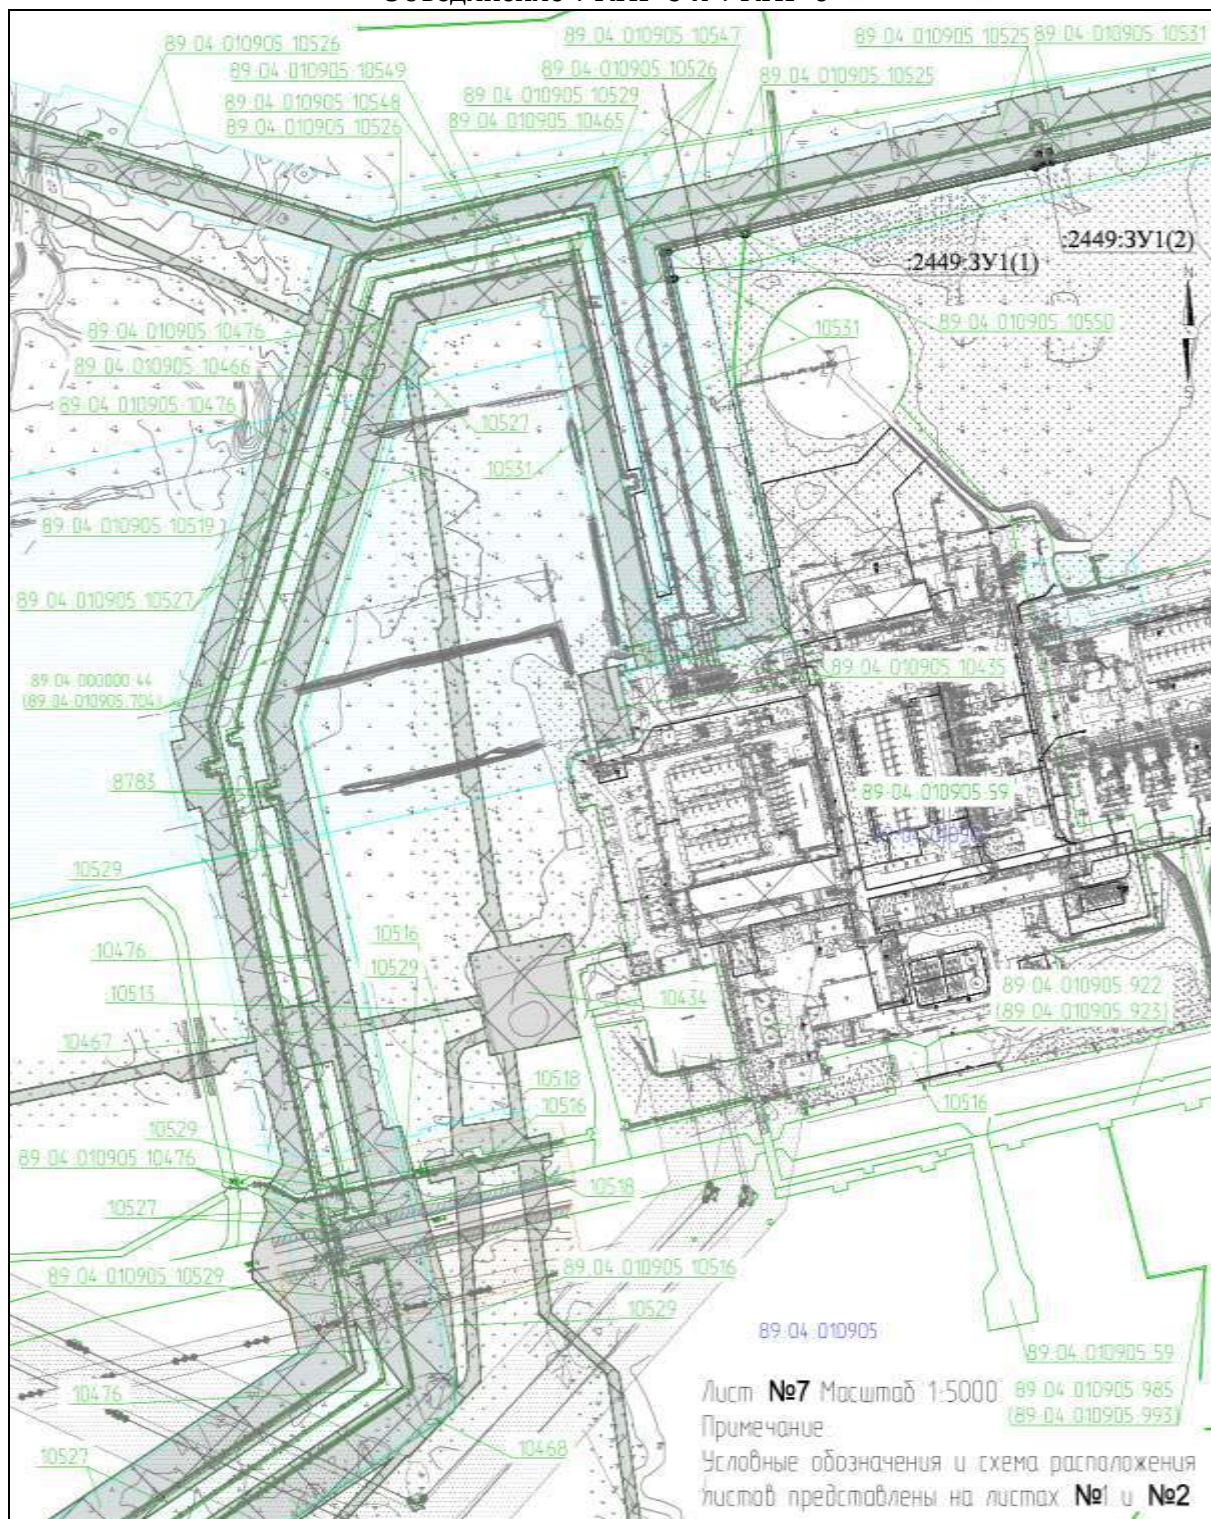 89 04 010905 10526
89 04 010905 10547
89 04 010905 10525
89 04 010905 10531
89 04 010905 10549
89 04 010905 10526
89 04 010905 10525
89 04 010905 10548
89 04 010905 10529
89 04 010905 10526
89 04 010905 10465
:2449:ЗУ1(2)
:2449:ЗУ1(1)
N
S
89 04 010905 10476
10531
89 04 010905 10550
89 04 010905 10466
89 04 010905 10476
10527
10531
89 04 010905 10519
89 04 010905 10527
89 04 010905 10435
89 04 000000 44
(89 04 010905 704)
8783
89 04 010905 59
10529
10516
10476
10529
10513
10434
89 04 010905 922
(89 04 010905 923)
10467
10518
10516
10516
10529
89 04 010905 10476
10518
10527
89 04 010905 10529
89 04 010905 10516
10529
89 04 010905
89 04 010905 59
10476
Лист №7 Масштаб 1:5000
89 04 010905 985
(89 04 010905 993)
Примечание
10527
10468
Условные обозначения и схема расположения
листов представлены на листах №1 и №2